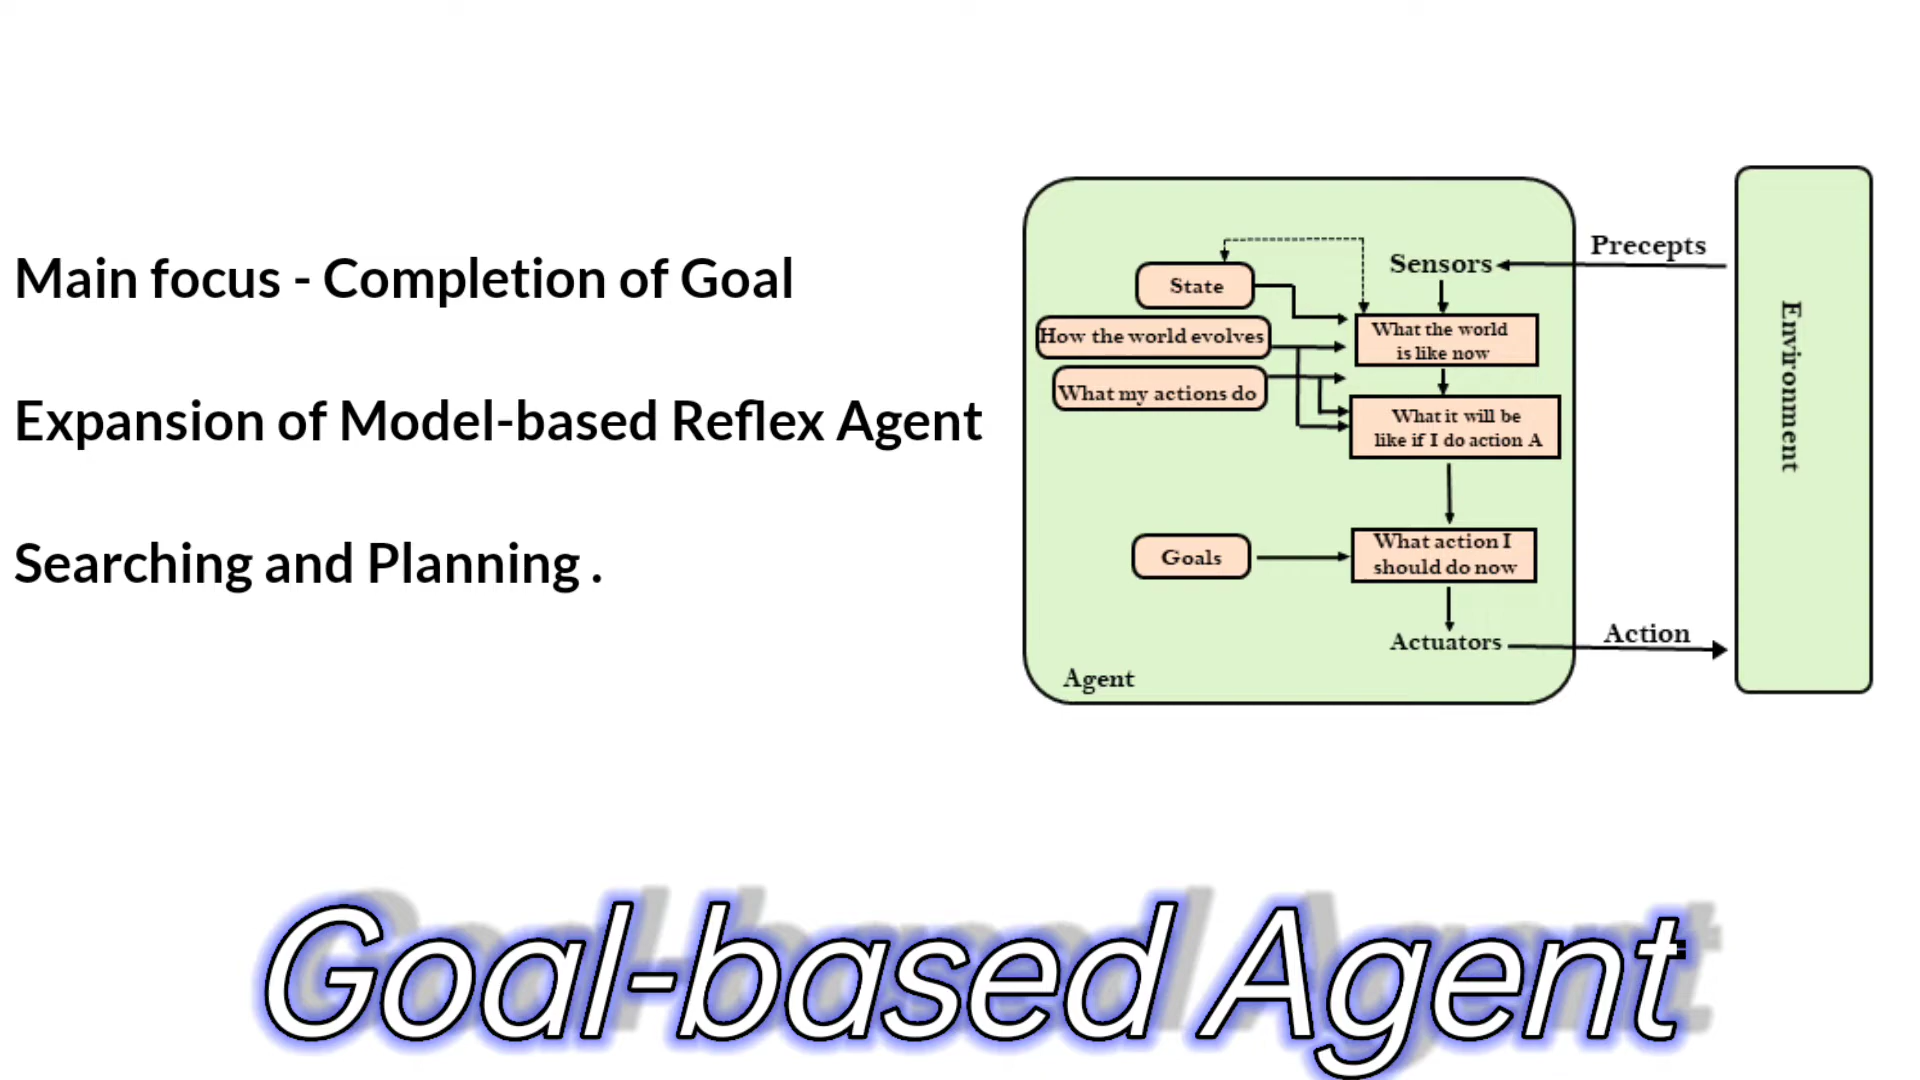 Main focus - Completion of Goal
Expansion of Model-based Reflex Agent
Searching and Planning .
Precepts
Sensors
State
What the world
is like now
How the world evolves
What my actions do
What it will be
like if I do action A
Goals
What action I
should do now
Actuators
Action
Agent
Environment
Goal-based Agent